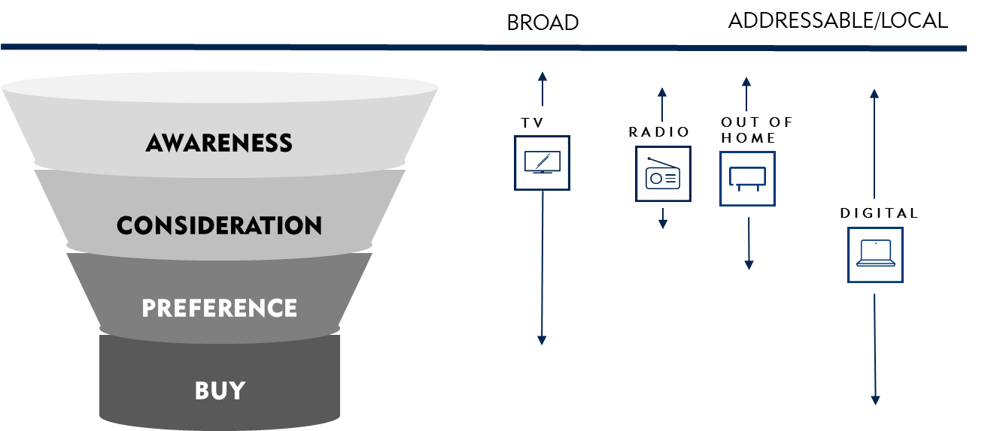 BROAD
ADDRESSABLE/LOCAL
AWARENESS
CONSIDERATION
PREFERENCE
BUY
TV
RADIO
OUT OF
HOME
DIGITAL